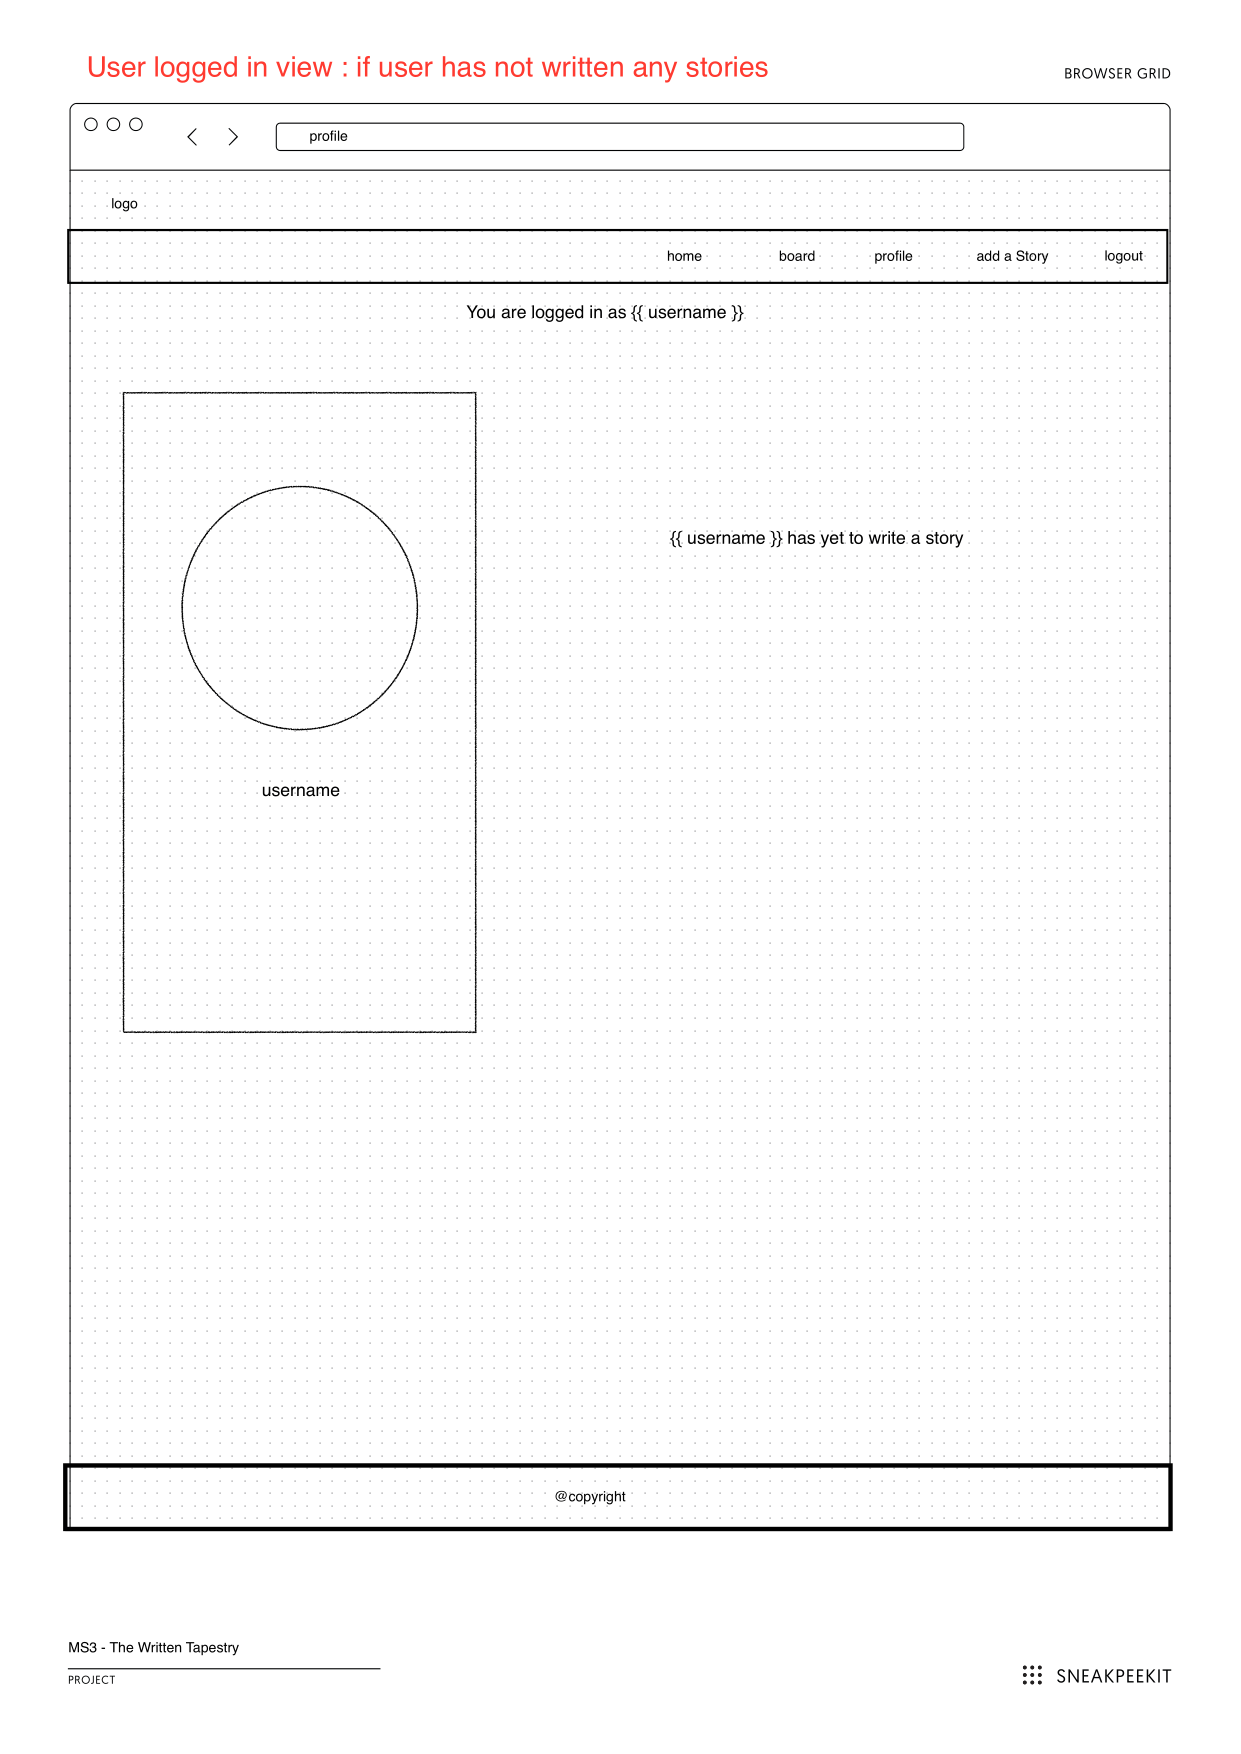 User logged in view : if user has not written any stories
BROWSER GRID
profile
logo
home board profile add a Story logout
You are logged in as {{ username }}
{{ username }} has yet to write a story
username
@copyright
MS3 - The Written Tapestry
PROJECT
SNEAKPEEKIT